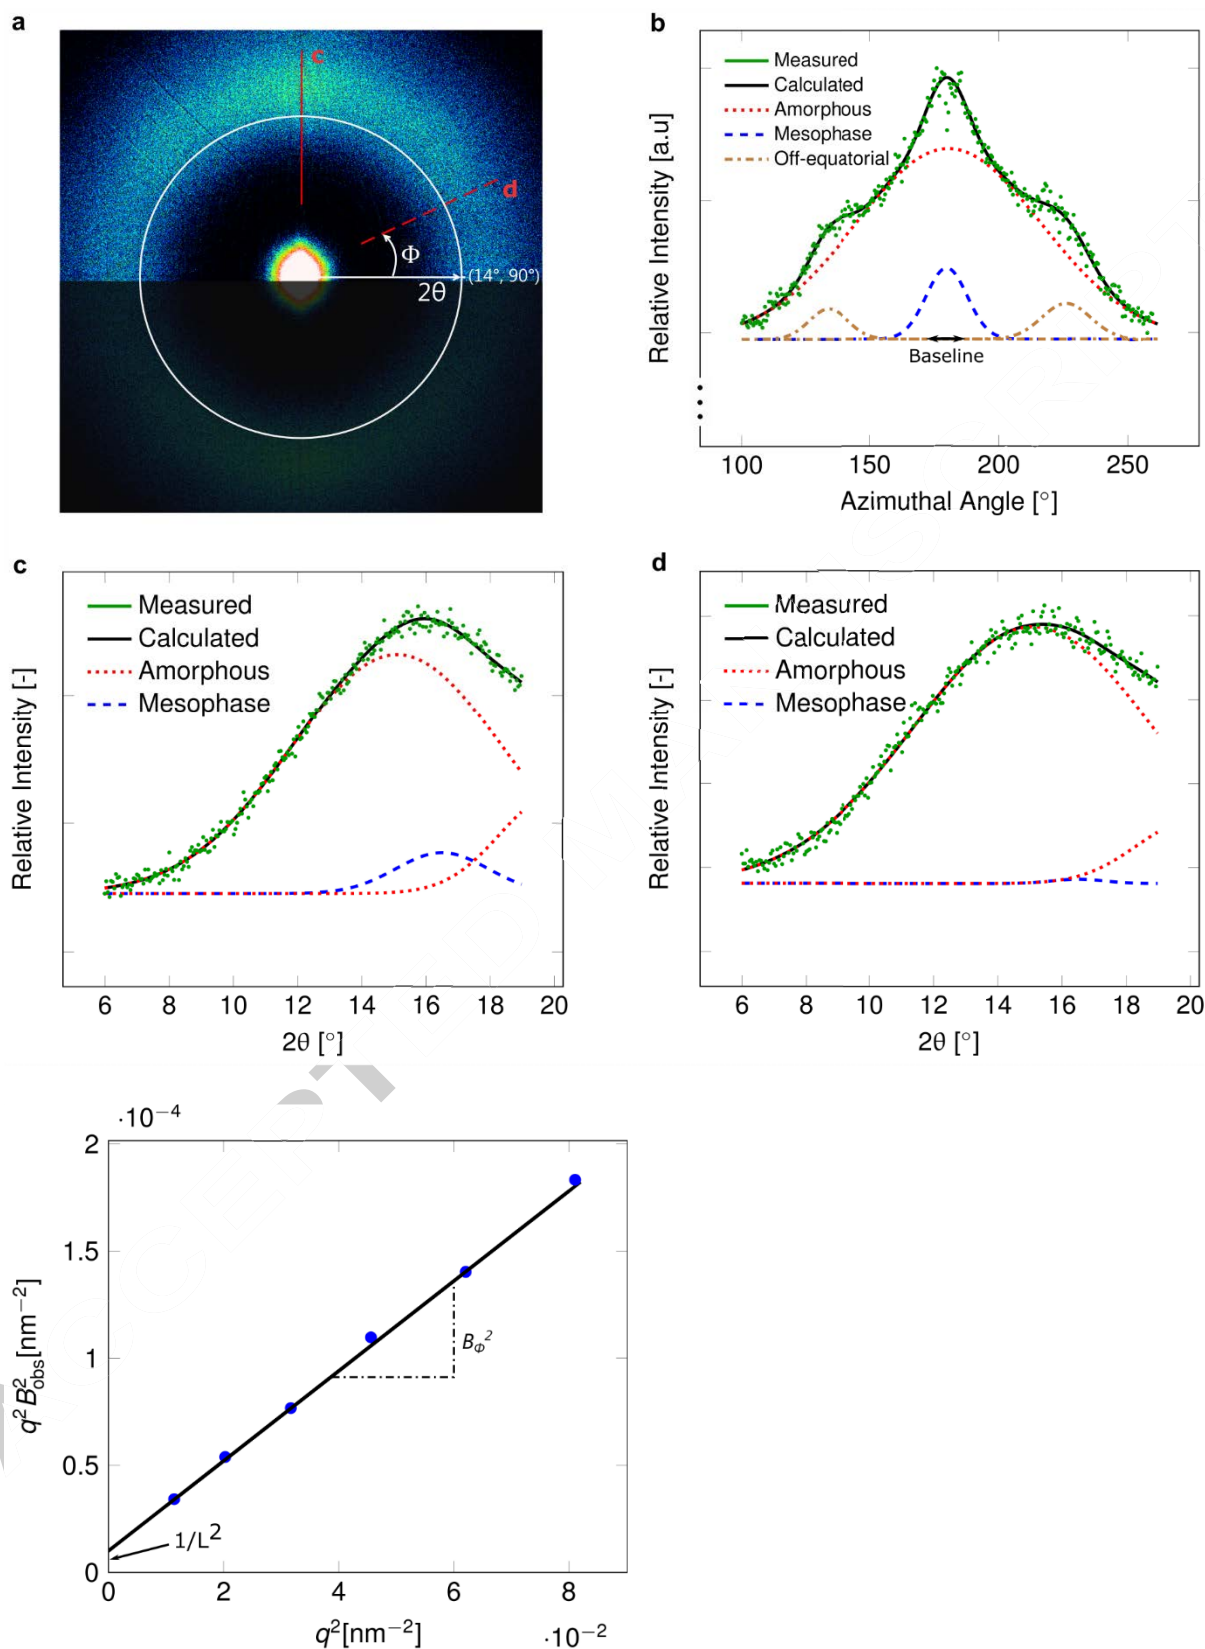 a
c
d
Φ
2θ
(14°, 90°)
b
Measured
Calculated
Amorphous
Mesophase
Off-equatorial
Baseline
Relative Intensity [a.u]
100 150 200 250
Azimuthal Angle [°]
c
Measured
Calculated
Amorphous
Mesophase
Relative Intensity [-]
6 8 10 12 14 16 18 20
2θ [°]
d
Measured
Calculated
Amorphous
Mesophase
Relative Intensity [-]
6 8 10 12 14 16 18 20
2θ [°]
·10⁻⁴
2
1.5
1
0.5
0
q²B²obs[nm⁻²]
BΦ²
1/L²
0 2 4 6 8
q²[nm⁻²]
·10⁻²